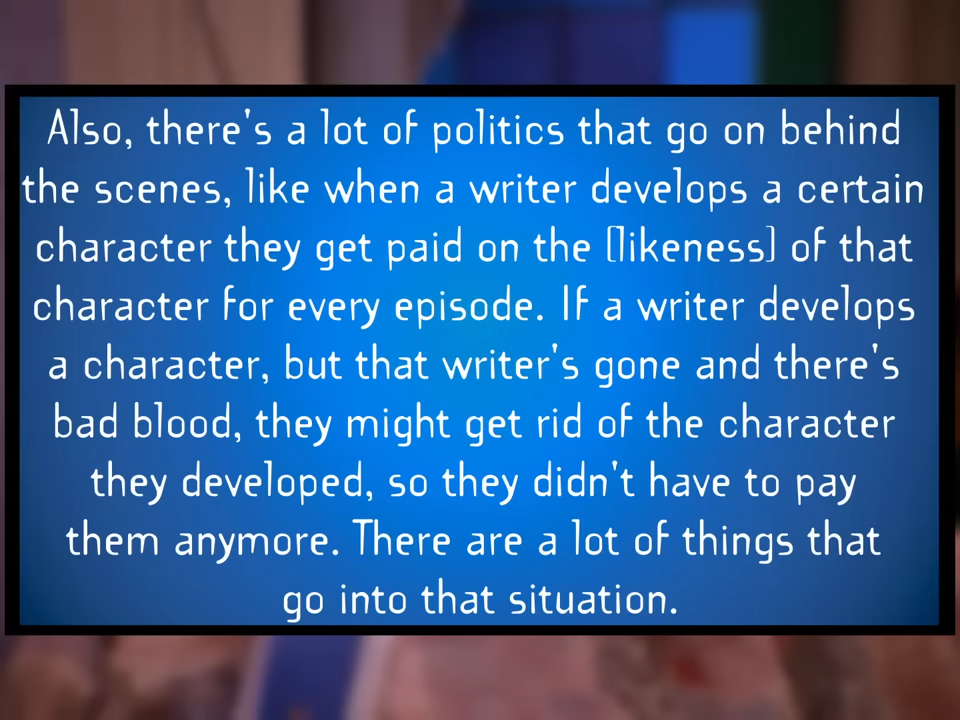 Also, there's a lot of politics that go on behind
the scenes, like when a writer develops a certain
character they get paid on the [likeness] of that
character for every episode. If a writer develops
a character, but that writer's gone and there's
bad blood, they might get rid of the character
they developed, so they didn't have to pay
them anymore. There are a lot of things that
go into that situation.